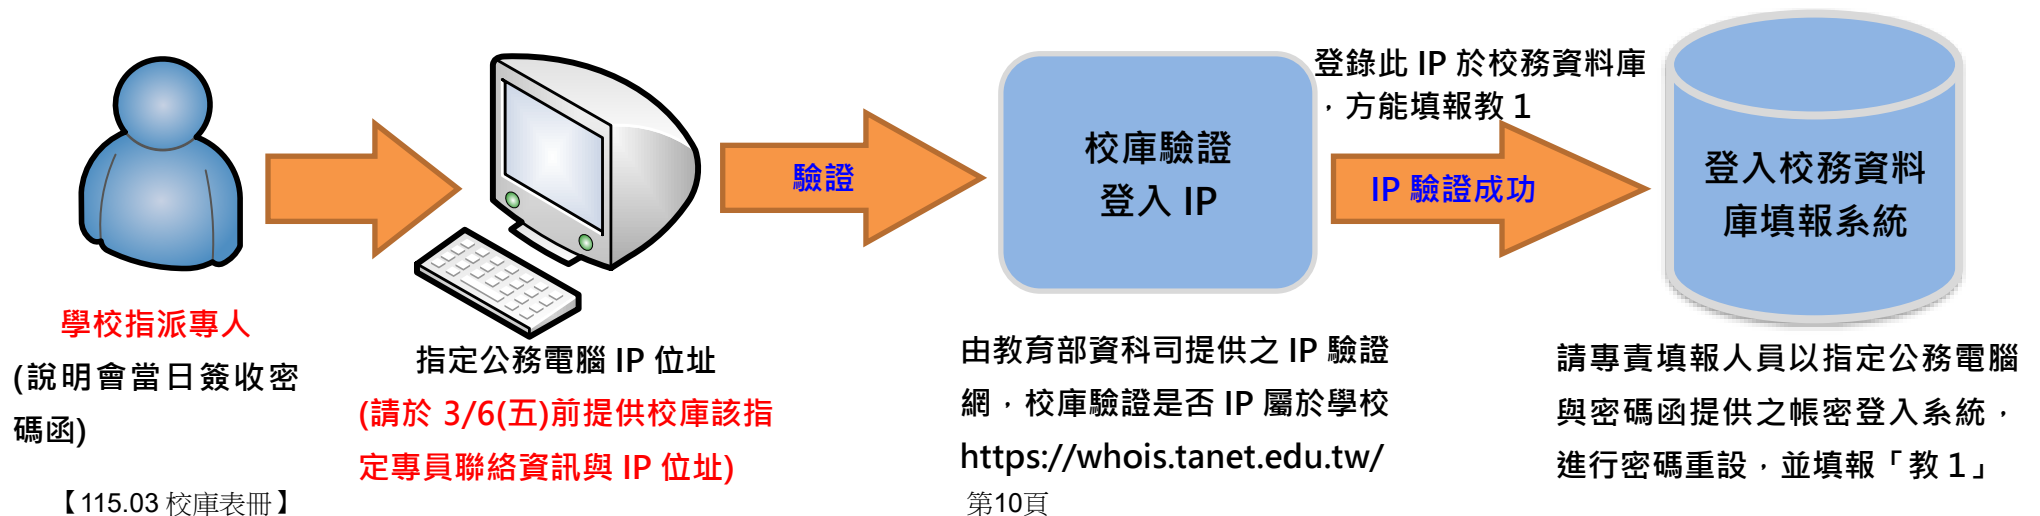 學校指派專人
(說明會當日簽收密
碼函)
指定公務電腦 IP 位址
(請於 3/6(五)前提供校庫該指
定專員聯絡資訊與 IP 位址)
驗證
校庫驗證
登入 IP
由教育部資科司提供之 IP 驗證
網，校庫驗證是否 IP 屬於學校
https://whois.tanet.edu.tw/
登錄此 IP 於校務資料庫
，方能填報教 1
IP 驗證成功
登入校務資料
庫填報系統
請專責填報人員以指定公務電腦
與密碼函提供之帳密登入系統，
進行密碼重設，並填報「教 1」
【115.03 校庫表冊】
第10頁